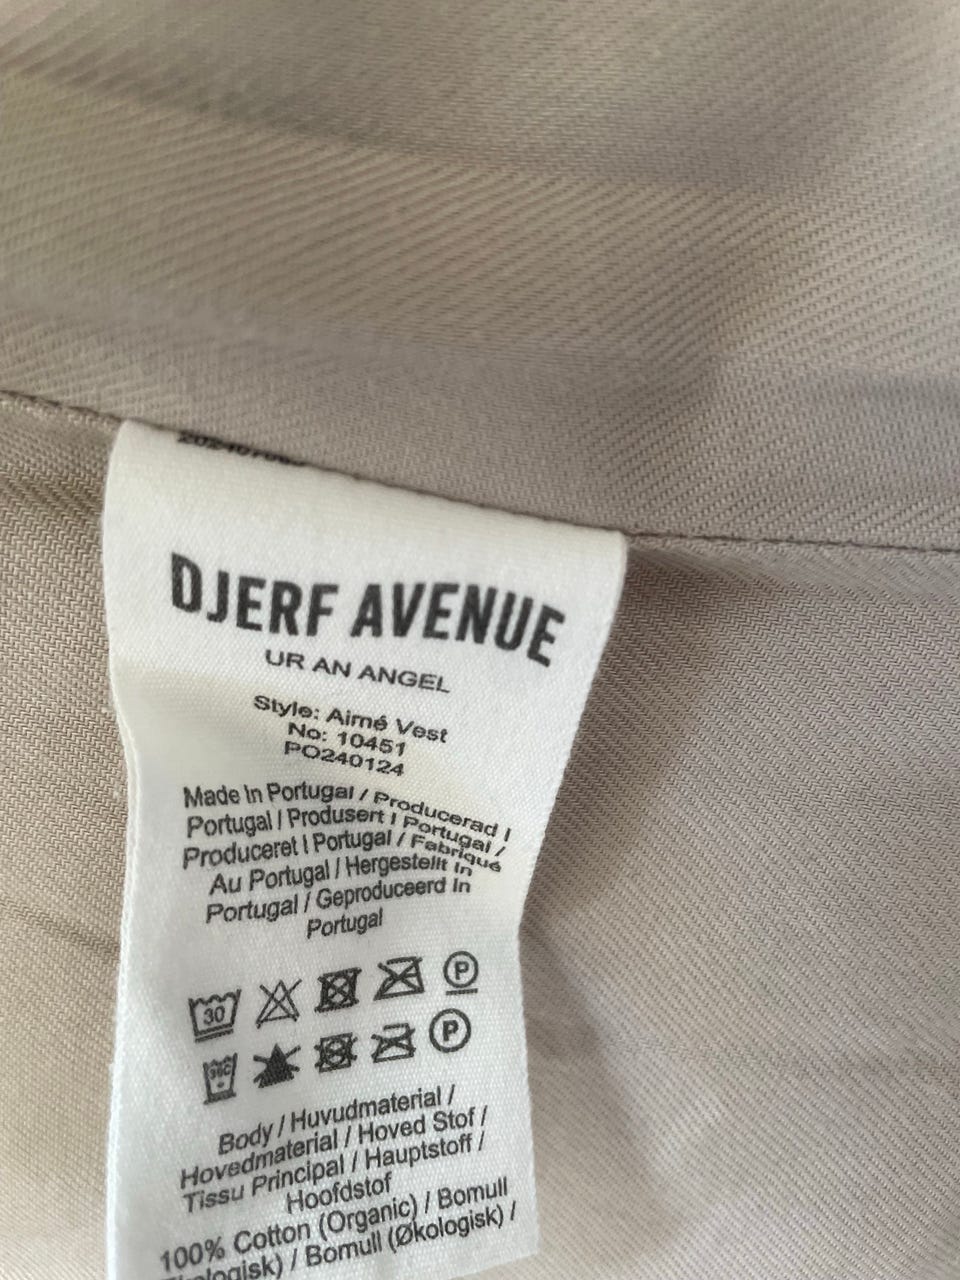 DJERF AVENUE
UR AN ANGEL
Style: Aimé Vest
No: 10451
PO240124
Made In Portugal / Producerad I
Portugal / Produsert I Portugal /
Produceret I Portugal / Fabriqué
Au Portugal / Hergestellt In
Portugal / Geproduceerd In
Portugal
30
P
30C
P
Body / Huvudmaterial /
Hovedmaterial / Hoved Stof /
Tissu Principal / Hauptstoff /
Hoofdstof
100% Cotton (Organic) / Bomull
/ Bomull (Økologisk) /